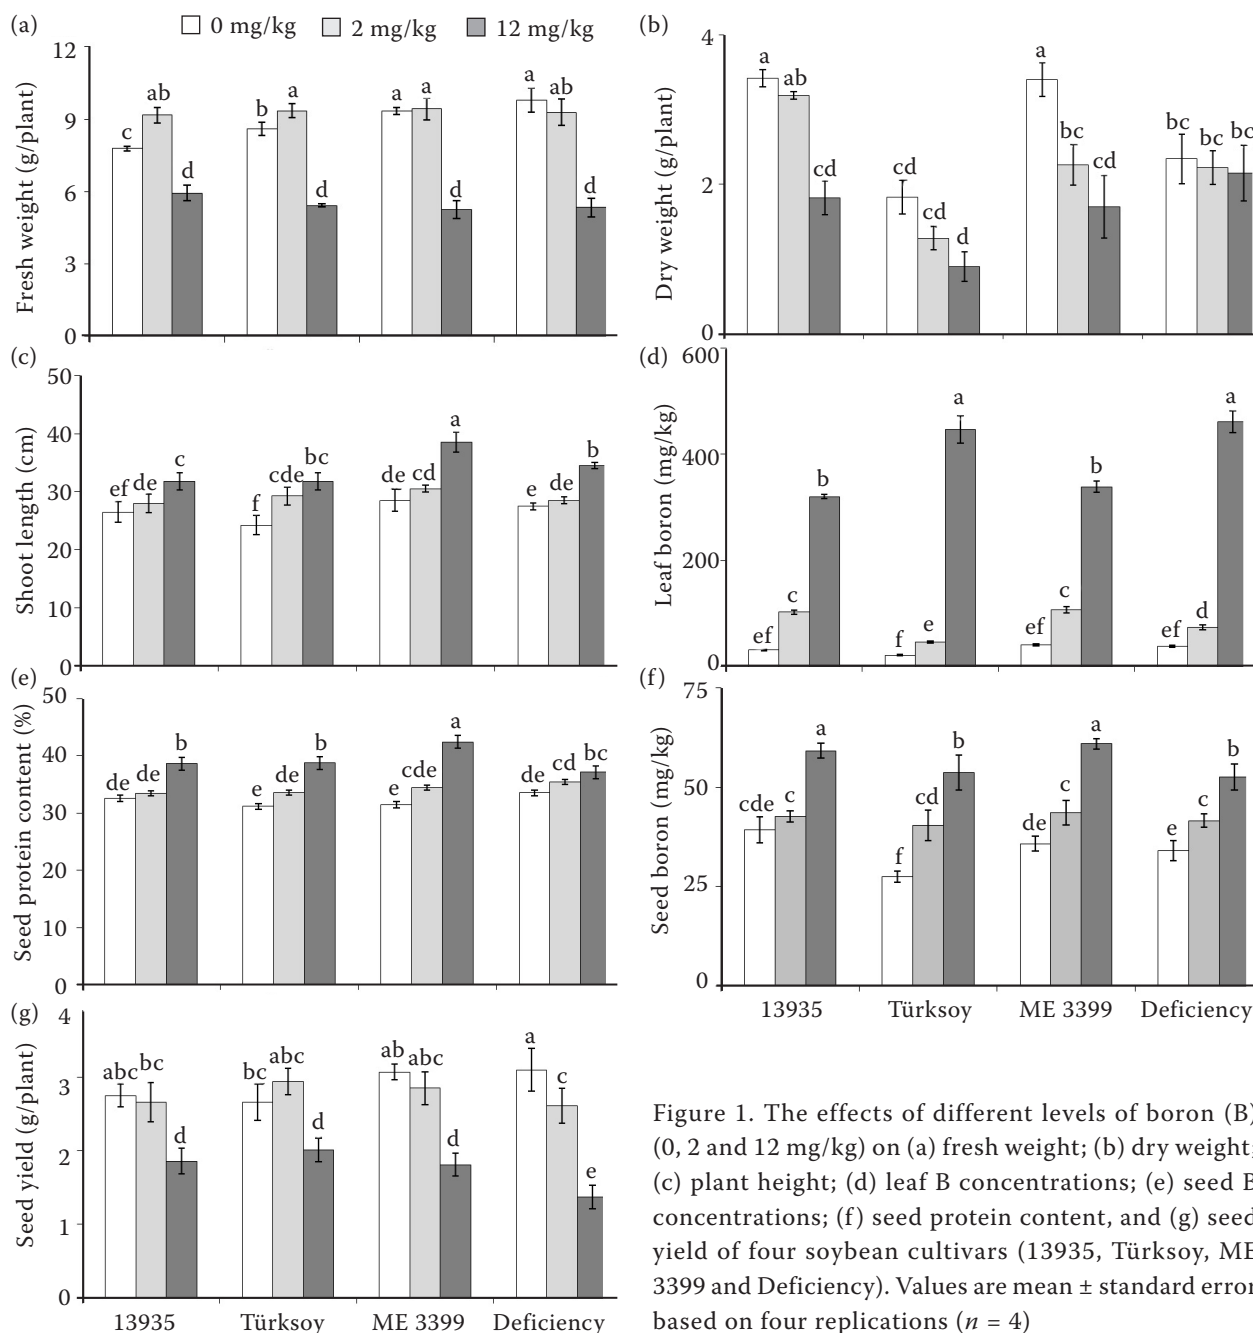 (a)
0 mg/kg 2 mg/kg 12 mg/kg
Fresh weight (g/plant)
12
9
6
3
0
c ab d
b a d
a a d
a ab d
(b)
Dry weight (g/plant)
4
2
0
a ab cd
cd cd d
a bc cd
bc bc bc
(c)
Shoot length (cm)
50
40
30
20
10
0
ef de c
f cde bc
de cd a
e de b
(d)
Leaf boron (mg/kg)
600
400
200
0
ef c b
f e a
ef c b
ef d a
(e)
Seed protein content (%)
50
40
30
20
10
0
de de b
e de b
e cde a
de cd bc
(f)
Seed boron (mg/kg)
75
50
25
0
cde c a
f cd b
de c a
e c b
13935 Türksoy ME 3399 Deficiency
(g)
Seed yield (g/plant)
4
3
2
1
0
abc bc d
bc abc d
ab abc d
a c e
13935 Türksoy ME 3399 Deficiency
Figure 1. The effects of different levels of boron (B)
(0, 2 and 12 mg/kg) on (a) fresh weight; (b) dry weight;
(c) plant height; (d) leaf B concentrations; (e) seed B
concentrations; (f) seed protein content, and (g) seed
yield of four soybean cultivars (13935, Türksoy, ME
3399 and Deficiency). Values are mean ± standard error
based on four replications (n = 4)